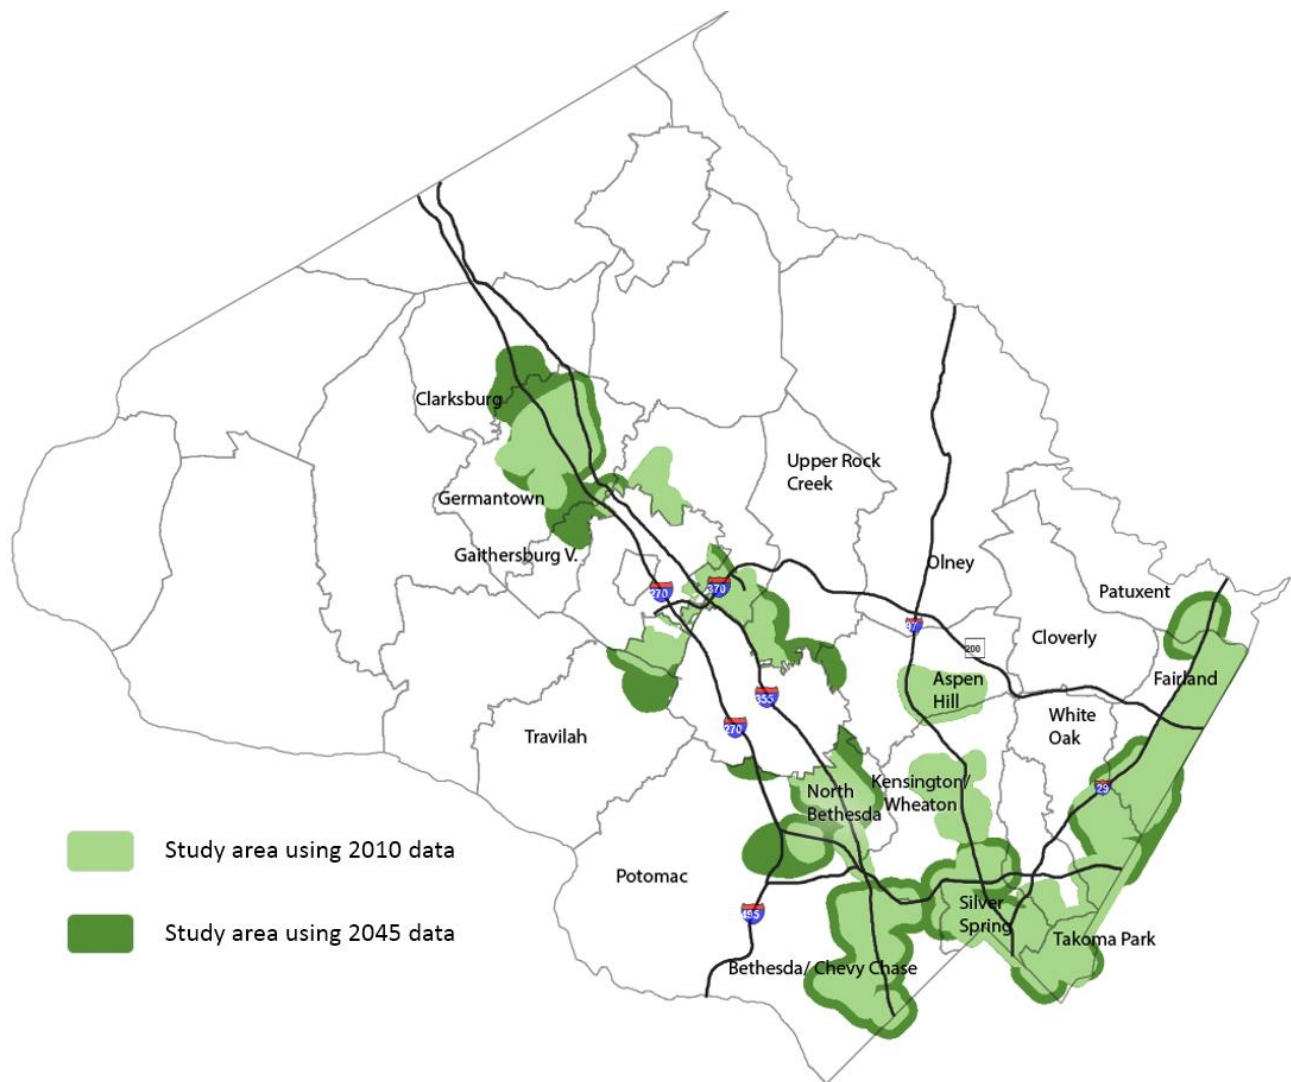 Clarksburg
Upper Rock
Creek
Germantown
Gaithersburg V.
Olney
270
370
Patuxent
97
Cloverly
200
Aspen
Hill
Fairland
355
White
Oak
270
Travilah
North
Bethesda
Kensington/
Wheaton
29
Study area using 2010 data
Potomac
Silver
Spring
495
Study area using 2045 data
Takoma Park
Bethesda/ Chevy Chase